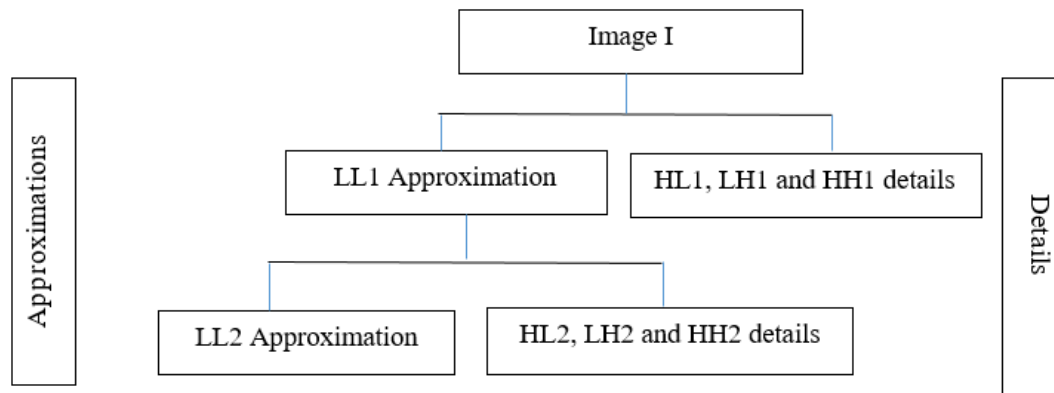 Image I
Approximations
LL1 Approximation
HL1, LH1 and HH1 details
Details
LL2 Approximation
HL2, LH2 and HH2 details